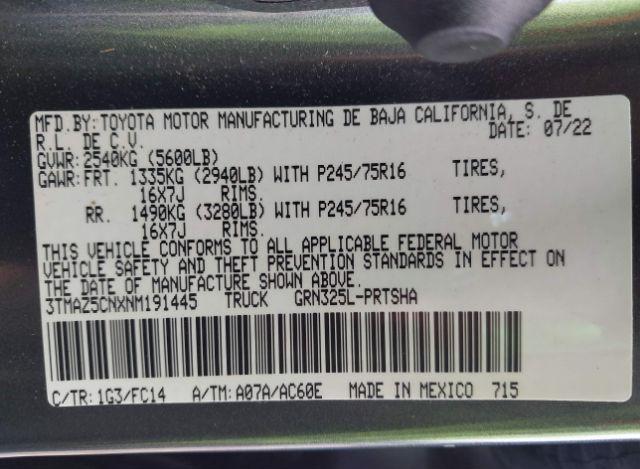 MFD.BY:TOYOTA MOTOR MANUFACTURING DE BAJA CALIFORNIA, S. DE
R.L. DE C.V. DATE: 07/22
GVWR:2540KG (5600LB)
GAWR:FRT. 1335KG (2940LB) WITH P245/75R16 TIRES,
16X7J RIMS.
RR. 1490KG (3280LB) WITH P245/75R16 TIRES,
16X7J RIMS.
THIS VEHICLE CONFORMS TO ALL APPLICABLE FEDERAL MOTOR
VEHICLE SAFETY AND THEFT PREVENTION STANDARDS IN EFFECT ON
THE DATE OF MANUFACTURE SHOWN ABOVE.
3TMAZ5CNXNM191445 TRUCK GRN325L-PRTSHA
C/TR:1G3/FC14 A/TM:A07A/AC60E MADE IN MEXICO 715